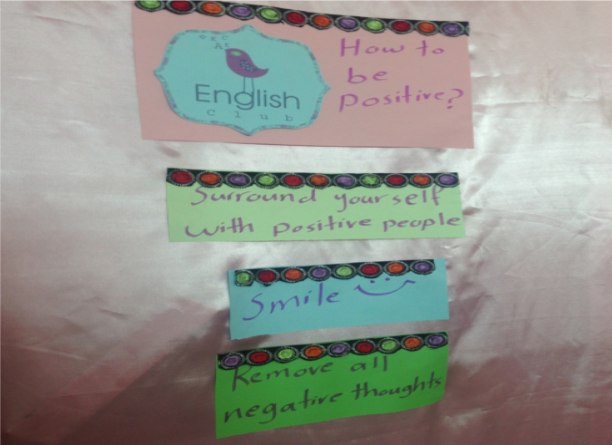 English
Club
How to
be
Positive?
Surround yourself
with positive people
Smile
Remove all
negative thoughts